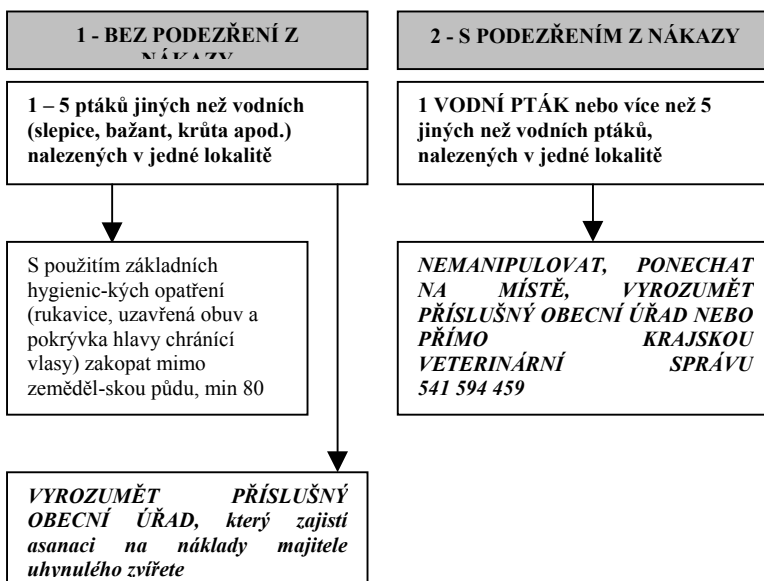 1 - BEZ PODEZŘENÍ Z
NÁKAZY
1 – 5 ptáků jiných než vodních
(slepice, bažant, krůta apod.)
nalezených v jedné lokalitě
S použitím základních
hygienic-kých opatření
(rukavice, uzavřená obuv a
pokrývka hlavy chránící
vlasy) zakopat mimo
zeměděl-skou půdu, min 80
VYROZUMĚT PŘÍSLUŠNÝ
OBECNÍ ÚŘAD, který zajistí
asanaci na náklady majitele
uhynulého zvířete
2 - S PODEZŘENÍM Z NÁKAZY
1 VODNÍ PTÁK nebo více než 5
jiných než vodních ptáků,
nalezených v jedné lokalitě
NEMANIPULOVAT, PONECHAT
NA MÍSTĚ, VYROZUMĚT
PŘÍSLUŠNÝ OBECNÍ ÚŘAD NEBO
PŘÍMO KRAJSKOU
VETERINÁRNÍ SPRÁVU
541 594 459